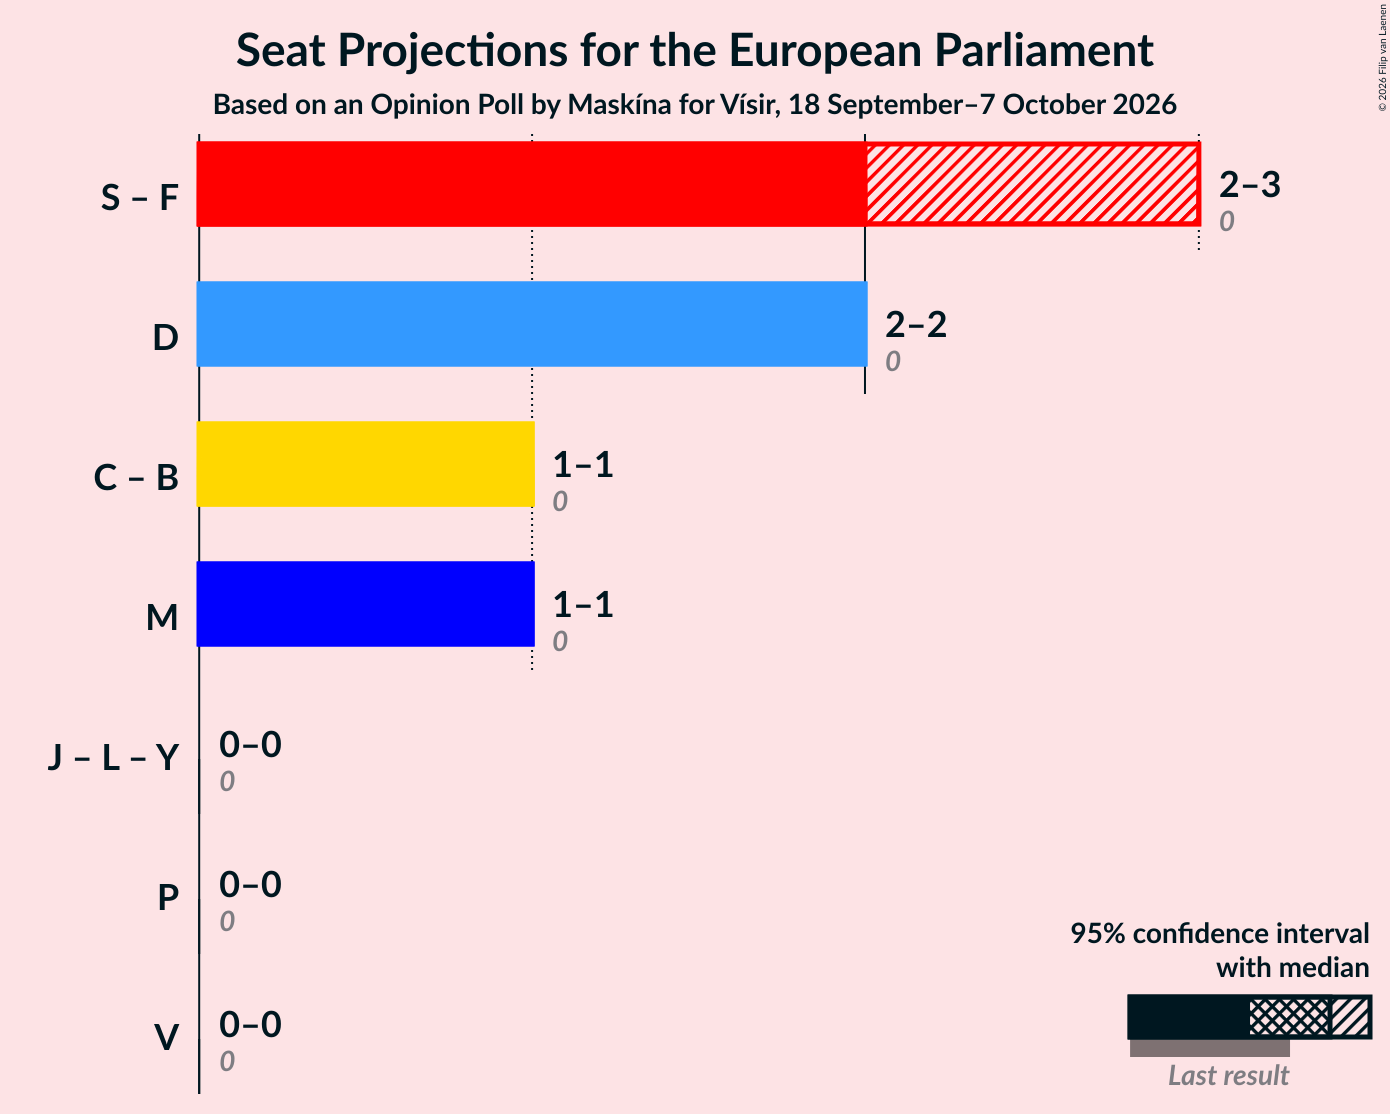 Seat Projections for the European Parliament
Based on an Opinion Poll by Maskína for Vísir, 18 September–7 October 2026
© 2026 Filip van Laenen
S – F
2–3
0
D
2–2
0
C – B
1–1
0
M
1–1
0
J – L – Y
0–0
0
P
0–0
0
V
0–0
0
95% confidence interval
with median
Last result